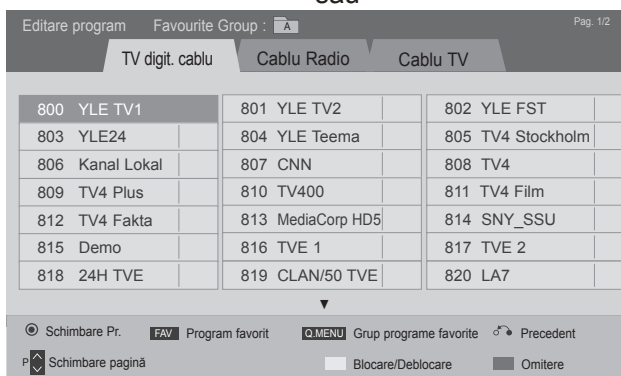 sau
Editare program Favourite Group : A Pag. 1/2
TV digit. cablu Cablu Radio Cablu TV
800 YLE TV1 801 YLE TV2 802 YLE FST
803 YLE24 804 YLE Teema 805 TV4 Stockholm
806 Kanal Lokal 807 CNN 808 TV4
809 TV4 Plus 810 TV400 811 TV4 Film
812 TV4 Fakta 813 MediaCorp HD5 814 SNY_SSU
815 Demo 816 TVE 1 817 TVE 2
818 24H TVE 819 CLAN/50 TVE 820 LA7
▼
Schimbare Pr. FAV Program favorit Q.MENU Grup programe favorite Precedent
P Schimbare pagină Blocare/Deblocare Omitere